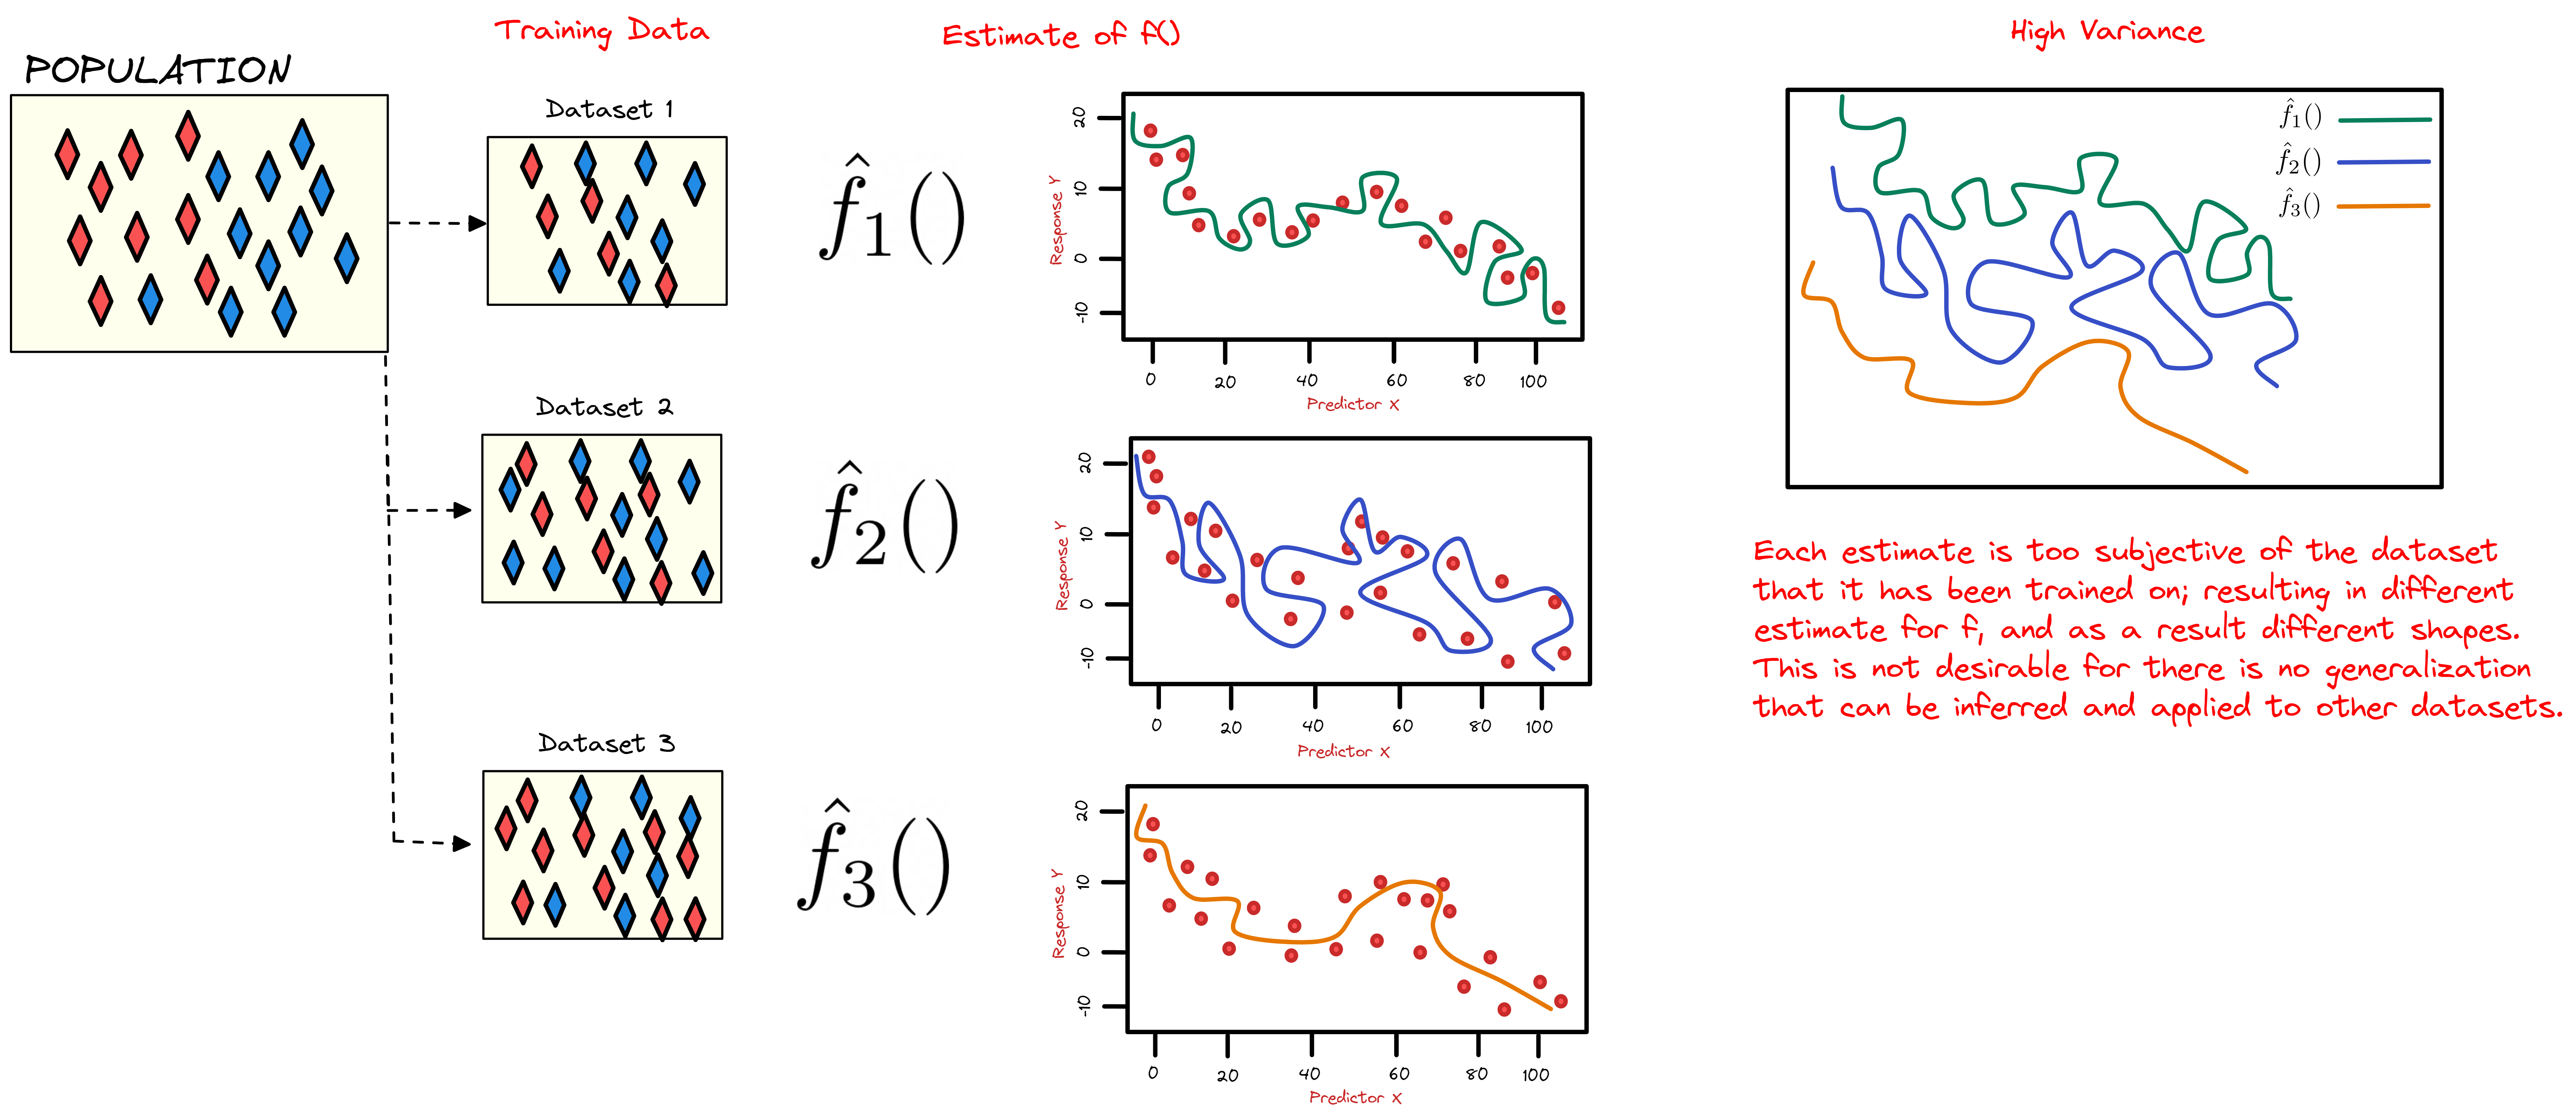 Training Data
Estimate of f()
High Variance
POPULATION
Dataset 1
f̂1()
Response Y
20
10
0
-10
0 20 40 60 80 100
Predictor X
f̂1()
f̂2()
f̂3()
Dataset 2
f̂2()
Response Y
20
10
0
-10
0 20 40 60 80 100
Predictor X
Each estimate is too subjective of the dataset
that it has been trained on; resulting in different
estimate for f, and as a result different shapes.
This is not desirable for there is no generalization
that can be inferred and applied to other datasets.
Dataset 3
f̂3()
Response Y
20
10
0
-10
0 20 40 60 80 100
Predictor X